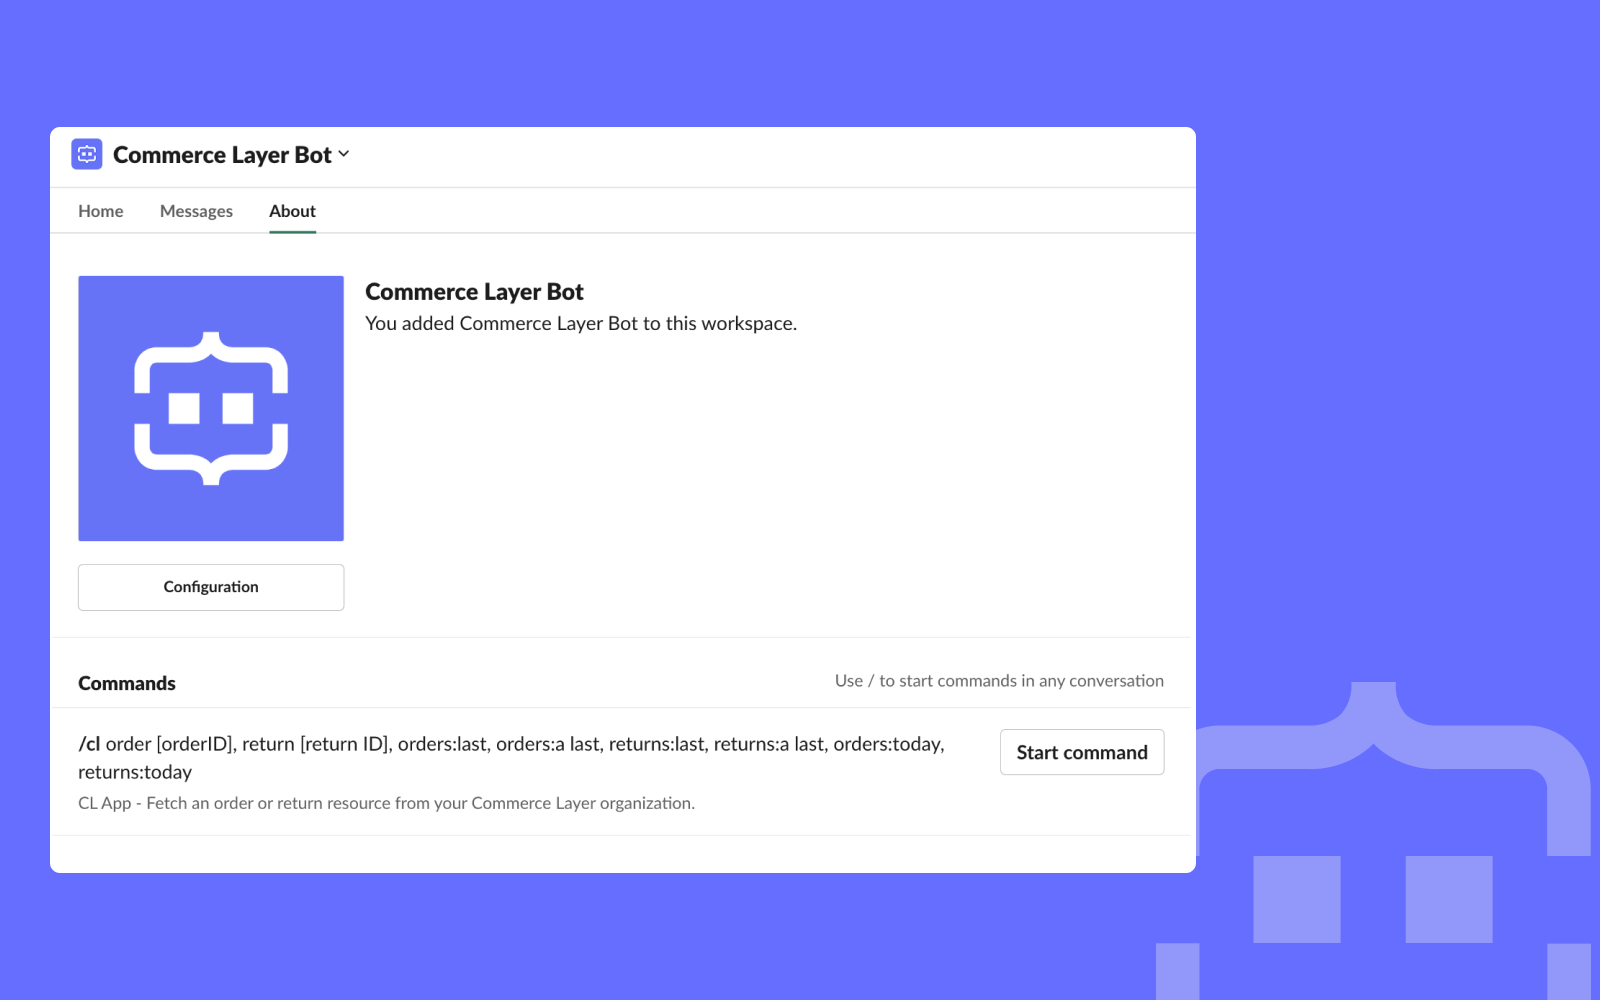 Commerce Layer Bot
Home Messages About
Commerce Layer Bot
You added Commerce Layer Bot to this workspace.
Configuration
Commands
Use / to start commands in any conversation
/cl order [orderID], return [return ID], orders:last, orders:a last, returns:last, returns:a last, orders:today,
returns:today
Start command
CL App - Fetch an order or return resource from your Commerce Layer organization.